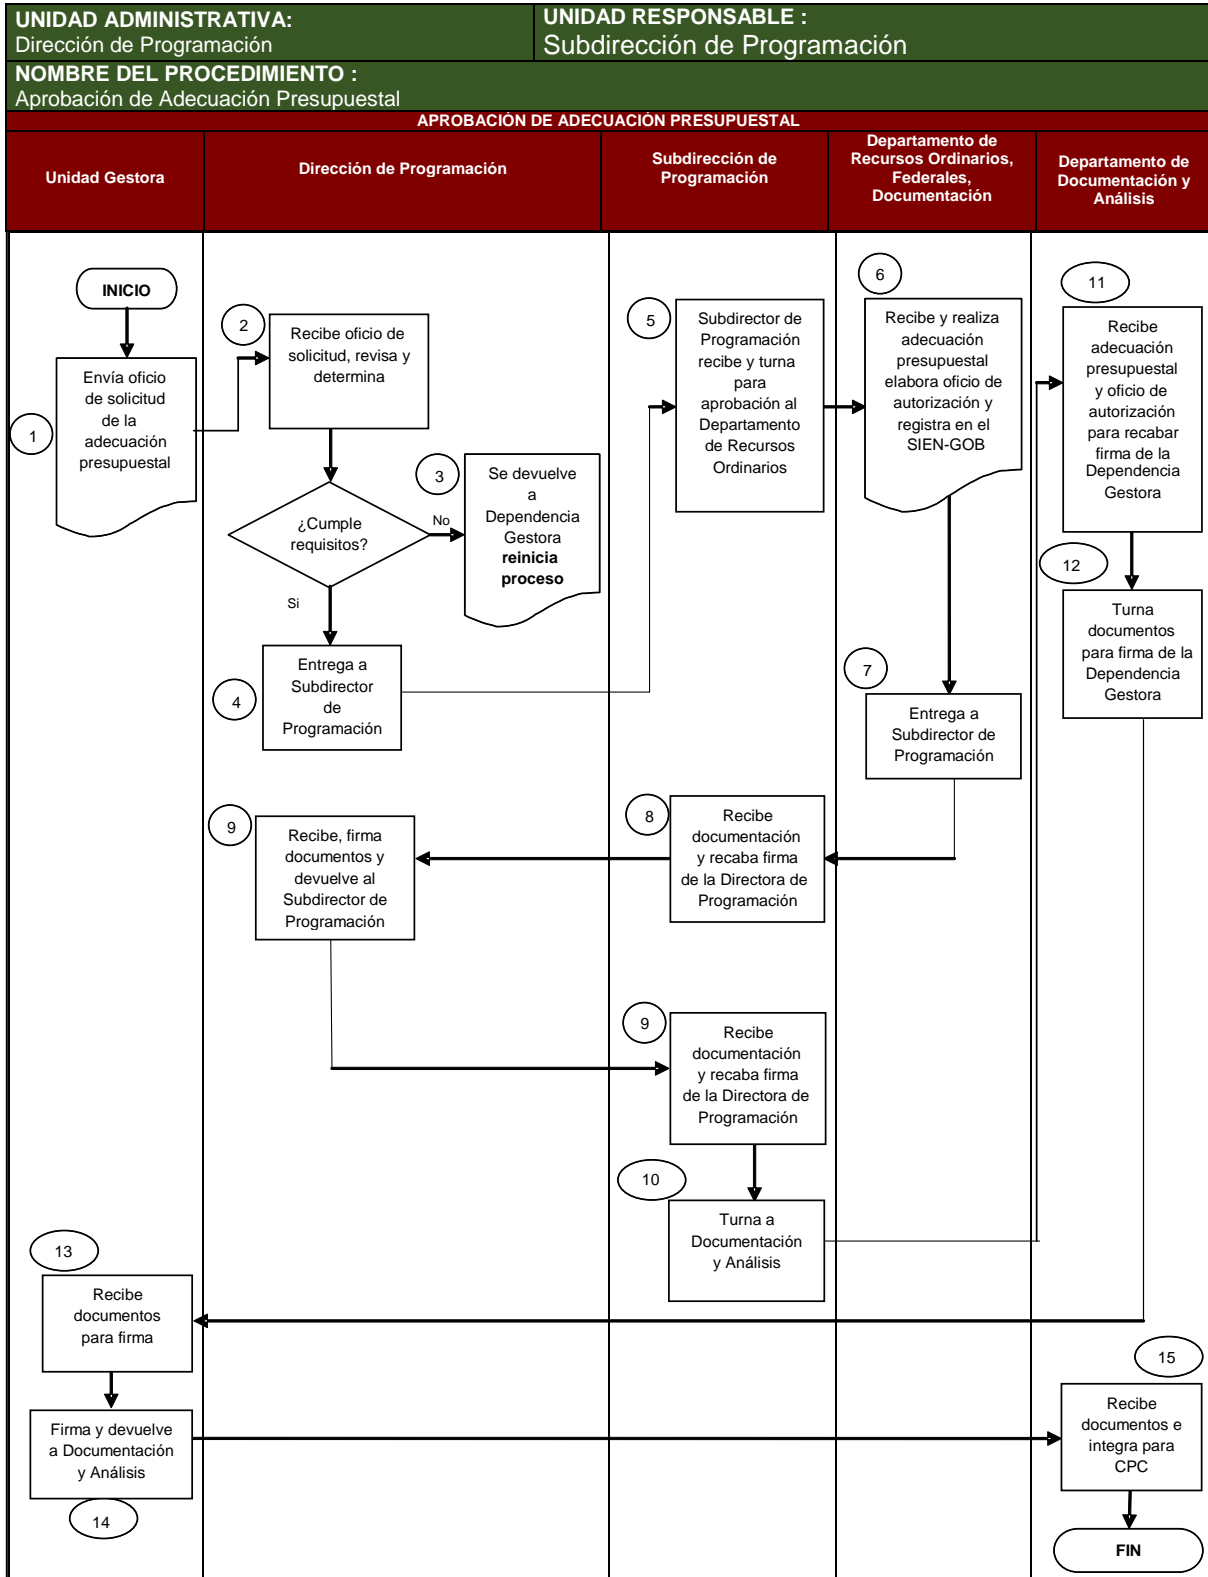 UNIDAD ADMINISTRATIVA:
Dirección de Programación
UNIDAD RESPONSABLE :
Subdirección de Programación
NOMBRE DEL PROCEDIMIENTO :
Aprobación de Adecuación Presupuestal
APROBACIÓN DE ADECUACIÓN PRESUPUESTAL
Unidad Gestora
Dirección de Programación
Subdirección de
Programación
Departamento de
Recursos Ordinarios,
Federales,
Documentación
Departamento de
Documentación y
Análisis
INICIO
1
Envía oficio
de solicitud
de la
adecuación
presupuestal
2
Recibe oficio de
solicitud, revisa y
determina
¿Cumple
requisitos?
No
Si
3
Se devuelve
a
Dependencia
Gestora
reinicia
proceso
4
Entrega a
Subdirector
de
Programación
5
Subdirector de
Programación
recibe y turna
para
aprobación al
Departamento
de Recursos
Ordinarios
6
Recibe y realiza
adecuación
presupuestal
elabora oficio de
autorización y
registra en el
SIEN-GOB
7
Entrega a
Subdirector de
Programación
8
Recibe
documentación
y recaba firma
de la Directora de
Programación
9
Recibe, firma
documentos y
devuelve al
Subdirector de
Programación
9
Recibe
documentación
y recaba firma
de la Directora de
Programación
10
Turna a
Documentación
y Análisis
11
Recibe
adecuación
presupuestal
y oficio de
autorización
para recabar
firma de la
Dependencia
Gestora
12
Turna
documentos
para firma de la
Dependencia
Gestora
13
Recibe
documentos
para firma
Firma y devuelve
a Documentación
y Análisis
14
15
Recibe
documentos e
integra para
CPC
FIN